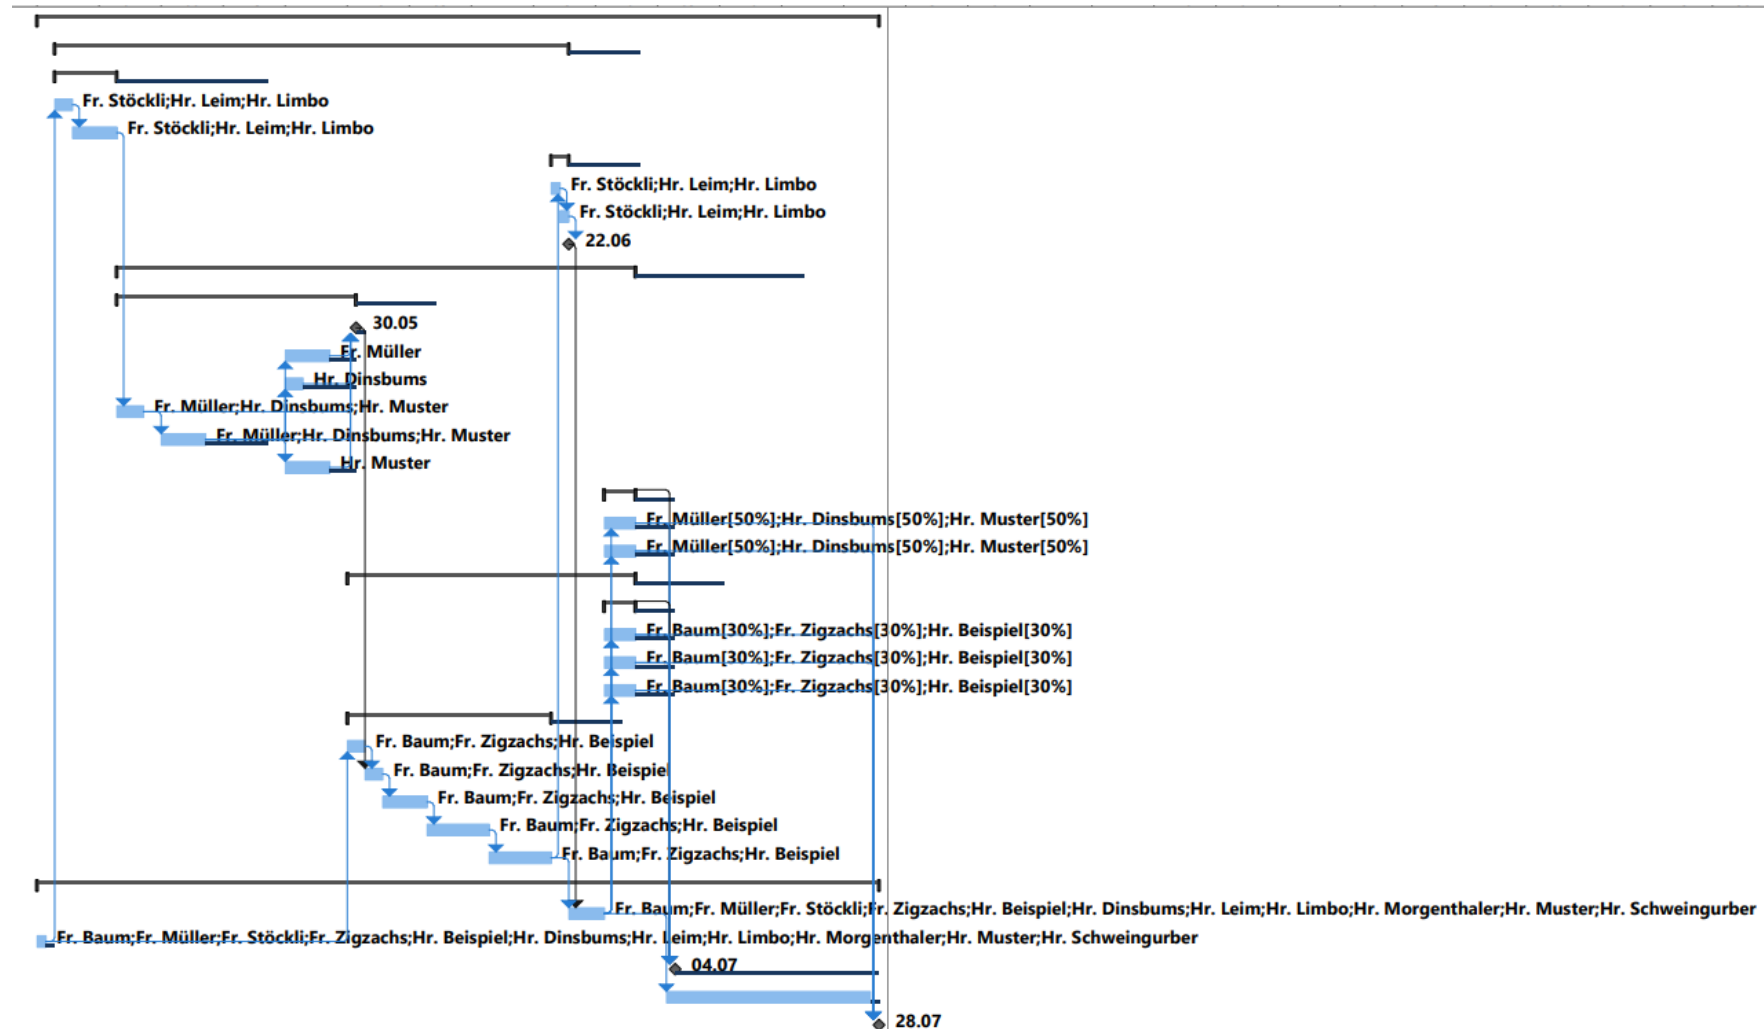 Fr. Stöckli;Hr. Leim;Hr. Limbo
Fr. Stöckli;Hr. Leim;Hr. Limbo
Fr. Stöckli;Hr. Leim;Hr. Limbo
Fr. Stöckli;Hr. Leim;Hr. Limbo
22.06
30.05
Fr. Müller
Hr. Dinsbums
Fr. Müller;Hr. Dinsbums;Hr. Muster
Fr. Müller;Hr. Dinsbums;Hr. Muster
Hr. Muster
Fr. Müller[50%];Hr. Dinsbums[50%];Hr. Muster[50%]
Fr. Müller[50%];Hr. Dinsbums[50%];Hr. Muster[50%]
Fr. Baum[30%];Fr. Zigzachs[30%];Hr. Beispiel[30%]
Fr. Baum[30%];Fr. Zigzachs[30%];Hr. Beispiel[30%]
Fr. Baum[30%];Fr. Zigzachs[30%];Hr. Beispiel[30%]
Fr. Baum;Fr. Zigzachs;Hr. Beispiel
Fr. Baum;Fr. Zigzachs;Hr. Beispiel
Fr. Baum;Fr. Zigzachs;Hr. Beispiel
Fr. Baum;Fr. Zigzachs;Hr. Beispiel
Fr. Baum;Fr. Zigzachs;Hr. Beispiel
Fr. Baum;Fr. Müller;Fr. Stöckli;Fr. Zigzachs;Hr. Beispiel;Hr. Dinsbums;Hr. Leim;Hr. Limbo;Hr. Morgenthaler;Hr. Muster;Hr. Schweingurber
Fr. Baum;Fr. Müller;Fr. Stöckli;Fr. Zigzachs;Hr. Beispiel;Hr. Dinsbums;Hr. Leim;Hr. Limbo;Hr. Morgenthaler;Hr. Muster;Hr. Schweingurber
04.07
28.07